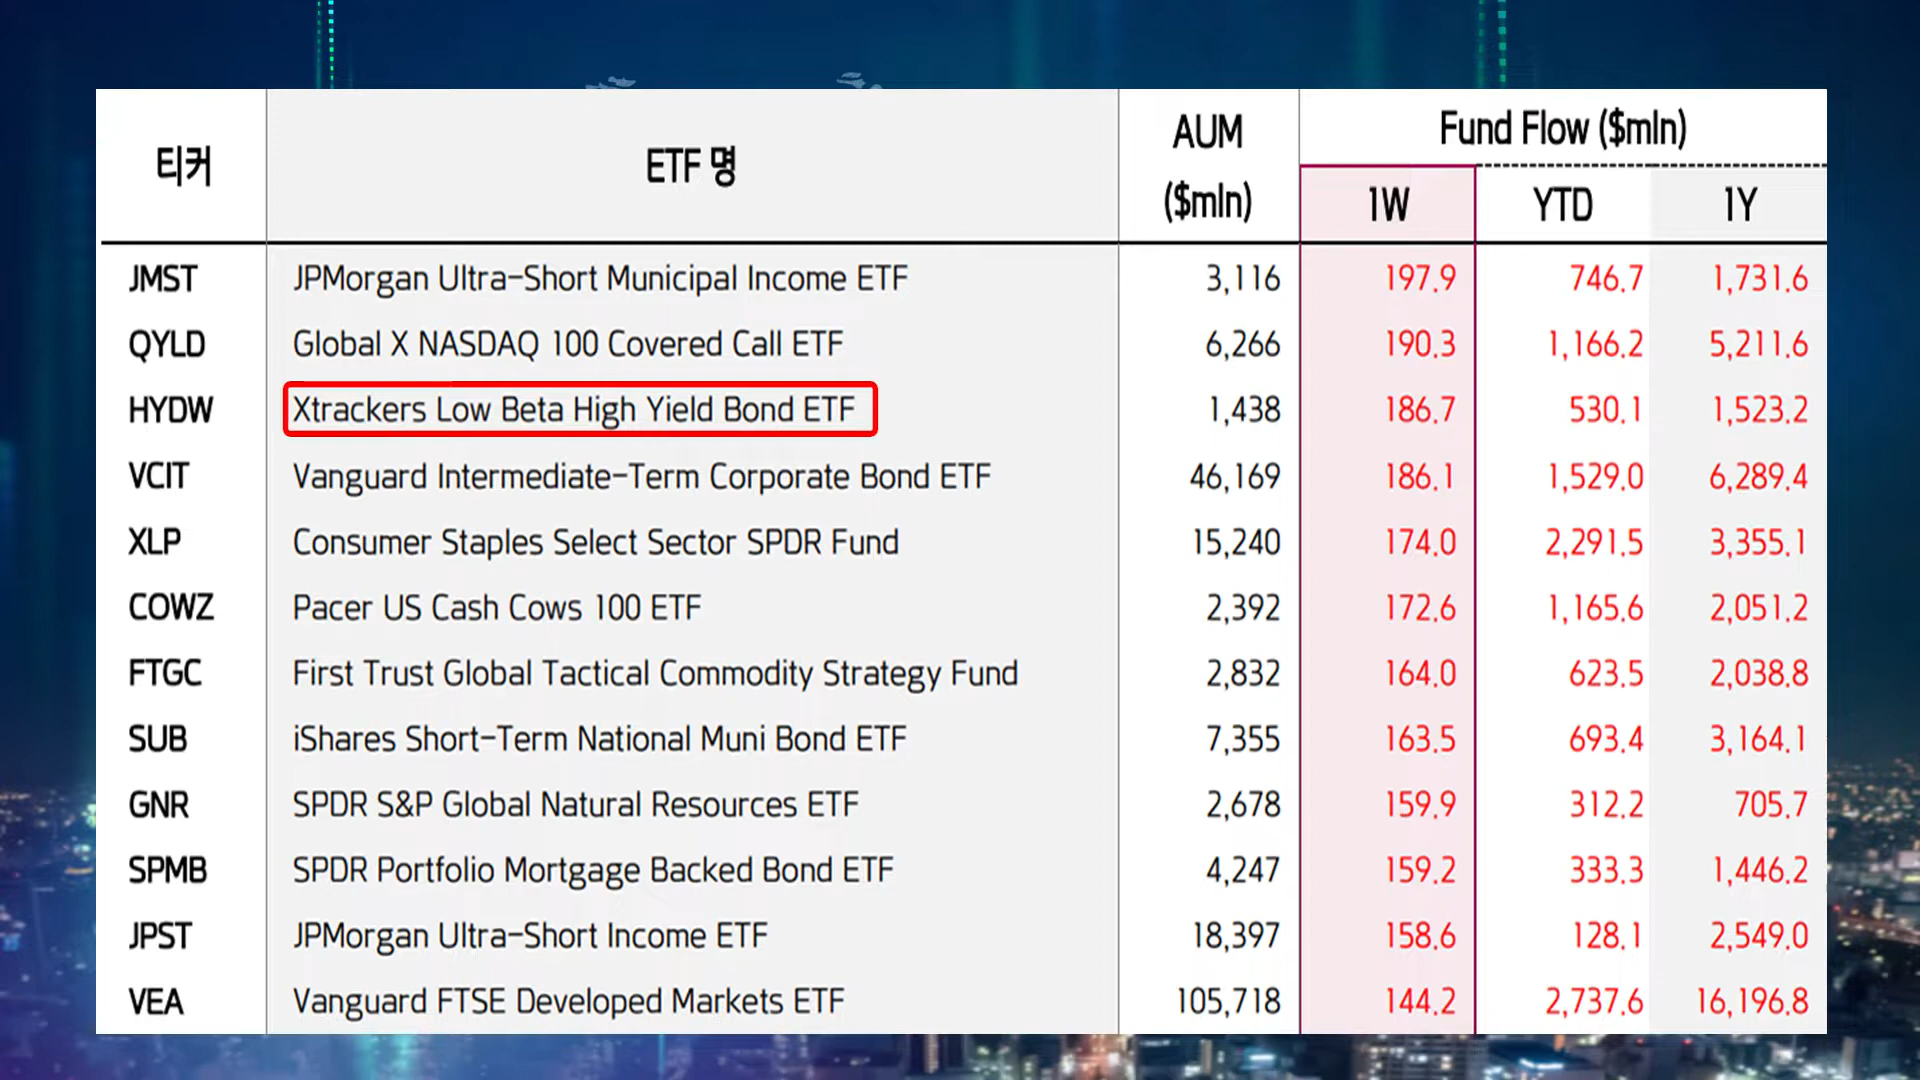 티커 ETF 명 AUM ($mln) Fund Flow ($mln)
1W YTD 1Y
JMST JPMorgan Ultra-Short Municipal Income ETF 3,116 197.9 746.7 1,731.6
QYLD Global X NASDAQ 100 Covered Call ETF 6,266 190.3 1,166.2 5,211.6
HYDW Xtrackers Low Beta High Yield Bond ETF 1,438 186.7 530.1 1,523.2
VCIT Vanguard Intermediate-Term Corporate Bond ETF 46,169 186.1 1,529.0 6,289.4
XLP Consumer Staples Select Sector SPDR Fund 15,240 174.0 2,291.5 3,355.1
COWZ Pacer US Cash Cows 100 ETF 2,392 172.6 1,165.6 2,051.2
FTGC First Trust Global Tactical Commodity Strategy Fund 2,832 164.0 623.5 2,038.8
SUB iShares Short-Term National Muni Bond ETF 7,355 163.5 693.4 3,164.1
GNR SPDR S&P Global Natural Resources ETF 2,678 159.9 312.2 705.7
SPMB SPDR Portfolio Mortgage Backed Bond ETF 4,247 159.2 333.3 1,446.2
JPST JPMorgan Ultra-Short Income ETF 18,397 158.6 128.1 2,549.0
VEA Vanguard FTSE Developed Markets ETF 105,718 144.2 2,737.6 16,196.8